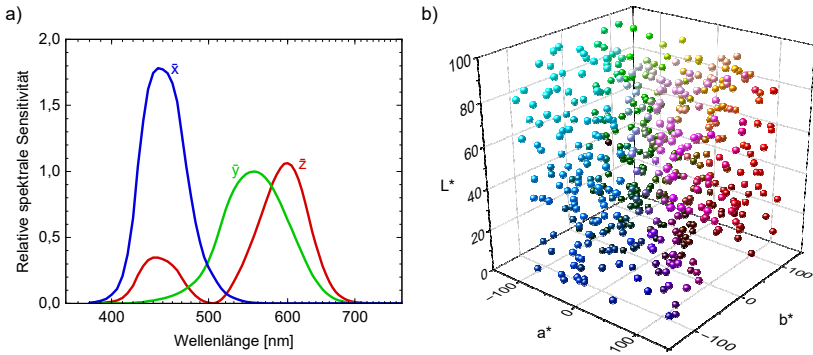 a)
Relative spektrale Sensitivität
2,0
1,5
1,0
0,5
0,0
x̄
ȳ
z̄
400 500 600 700
Wellenlänge [nm]
b)
L*
100
80
60
40
20
0
−100 0 100
a*
−100 0 100
b*